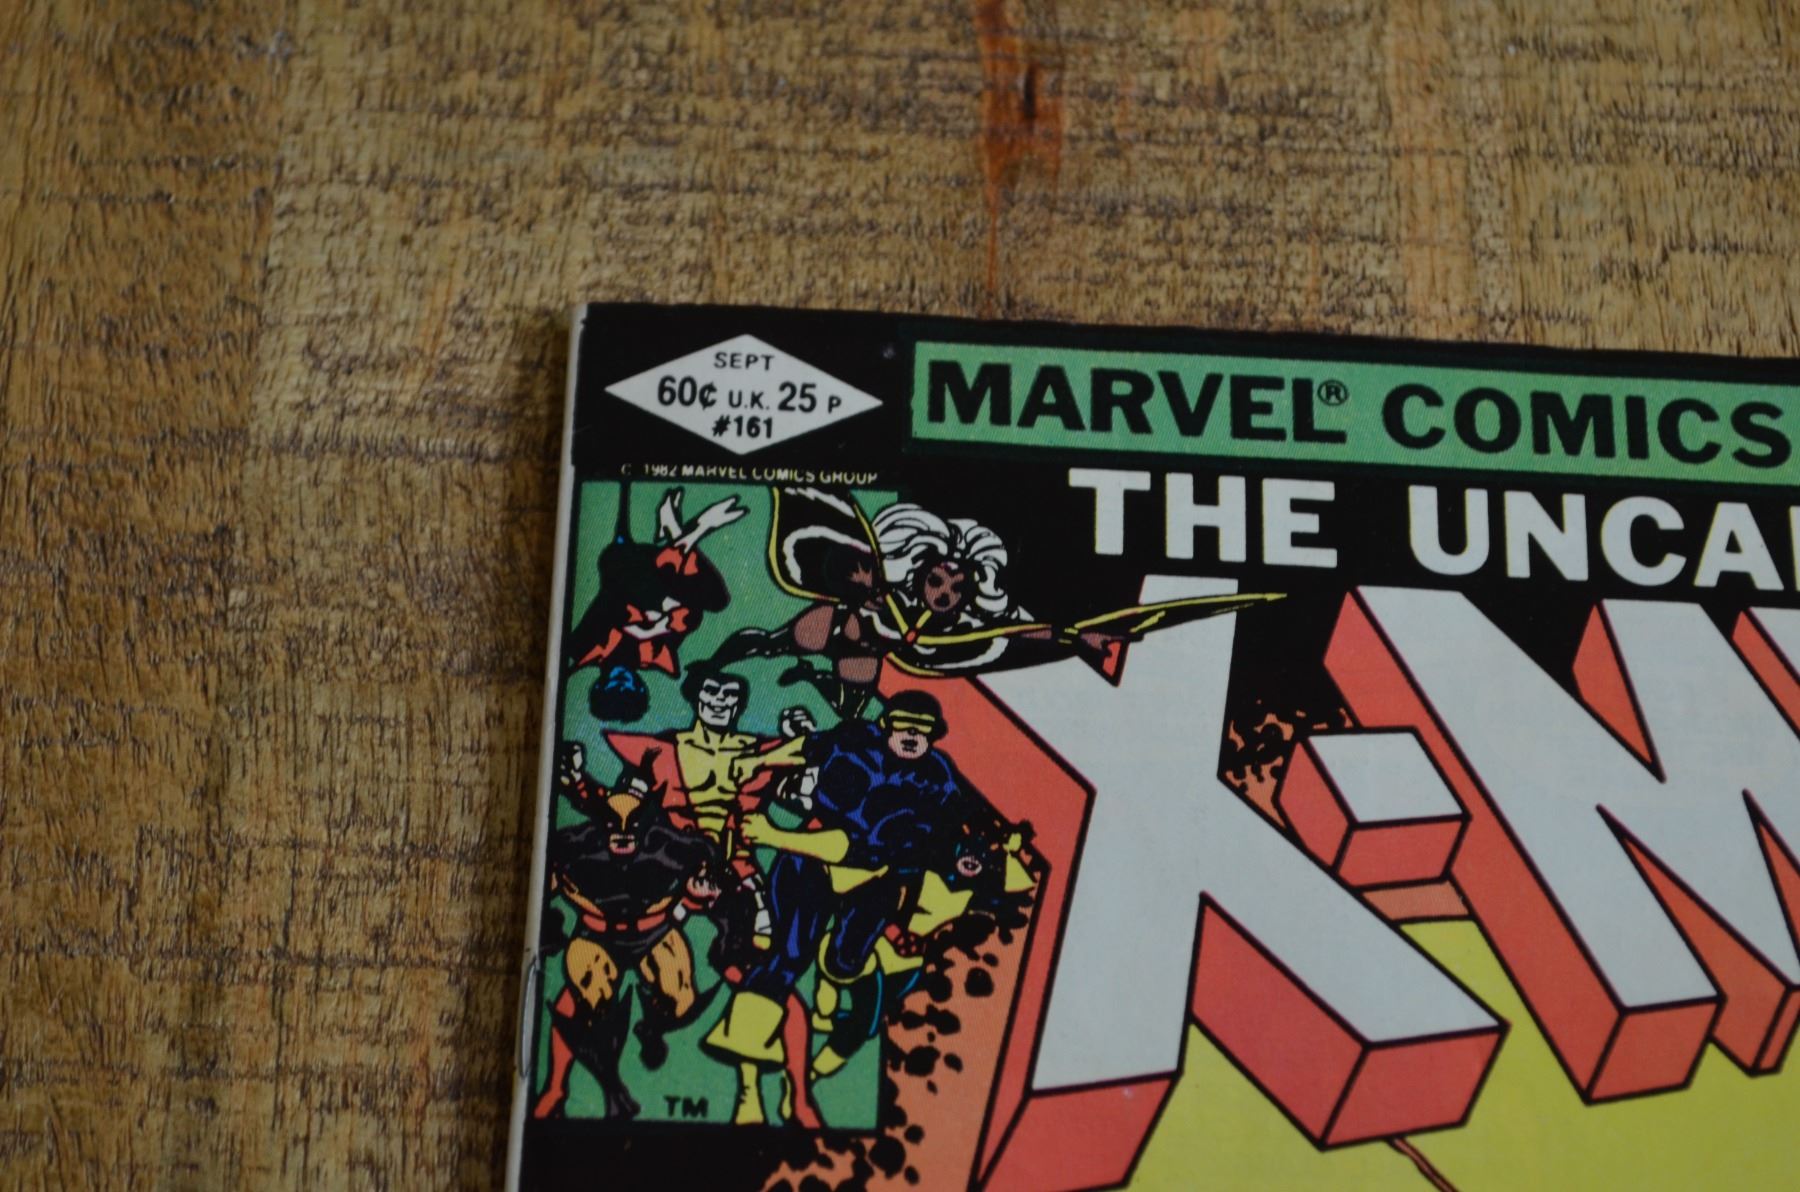 SEPT
60¢ U.K. 25 P
#161
MARVEL® COMICS
© 1982 MARVEL COMICS GROUP
THE UNCA
X-M
TM